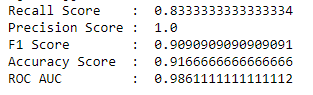 Recall Score    :  0.8333333333333334
Precision Score :  1.0
F1 Score        :  0.9090909090909091
Accuracy Score  :  0.9166666666666666
ROC AUC         :  0.9861111111111112